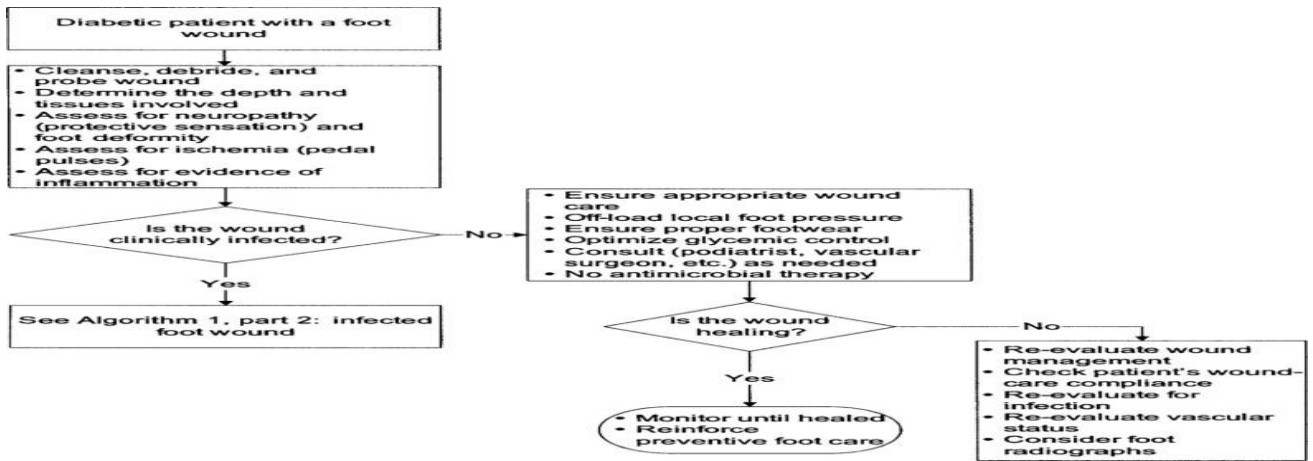 Diabetic patient with a foot
wound
• Cleanse, debride, and
probe wound
• Determine the depth and
tissues involved
• Assess for neuropathy
(protective sensation) and
foot deformity
• Assess for ischemia (pedal
pulses)
• Assess for evidence of
inflammation
Is the wound
clinically infected?
No
Yes
See Algorithm 1, part 2: infected
foot wound
• Ensure appropriate wound
care
• Off-load local foot pressure
• Ensure proper footwear
• Optimize glycemic control
• Consult (podiatrist, vascular
surgeon, etc.) as needed
• No antimicrobial therapy
Is the wound
healing?
No
Yes
• Monitor until healed
• Reinforce
preventive foot care
• Re-evaluate wound
management
• Check patient's wound-
care compliance
• Re-evaluate for
infection
• Re-evaluate vascular
status
• Consider foot
radiographs